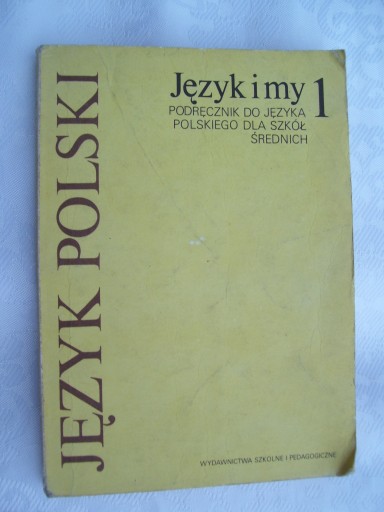 JĘZYK POLSKI
Język i my 1
PODRĘCZNIK DO JĘZYKA
POLSKIEGO DLA SZKÓŁ
ŚREDNICH
WYDAWNICTWA SZKOLNE I PEDAGOGICZNE